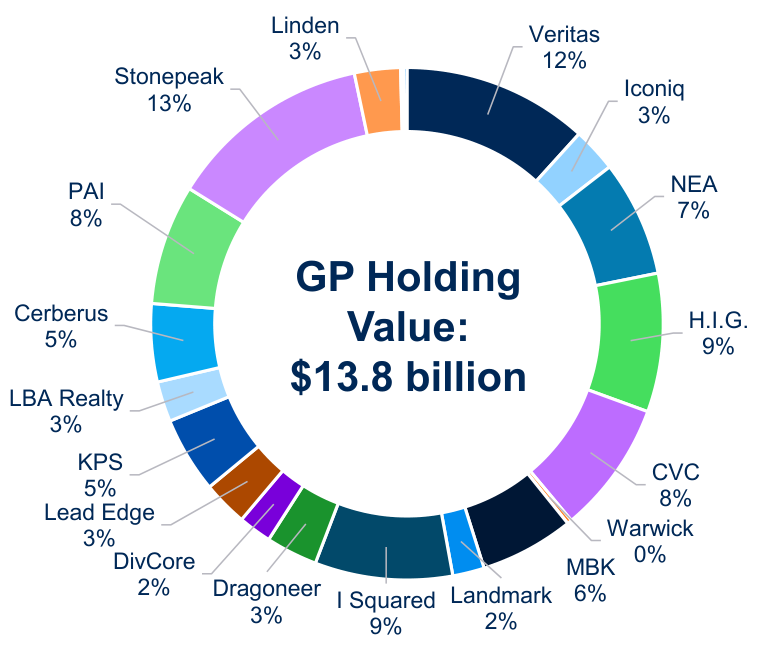 Linden
3%
Veritas
12%
Iconiq
3%
NEA
7%
H.I.G.
9%
CVC
8%
Warwick
0%
MBK
6%
Landmark
2%
I Squared
9%
Dragoneer
3%
DivCore
2%
Lead Edge
3%
KPS
5%
LBA Realty
3%
Cerberus
5%
PAI
8%
Stonepeak
13%
GP Holding
Value:
$13.8 billion